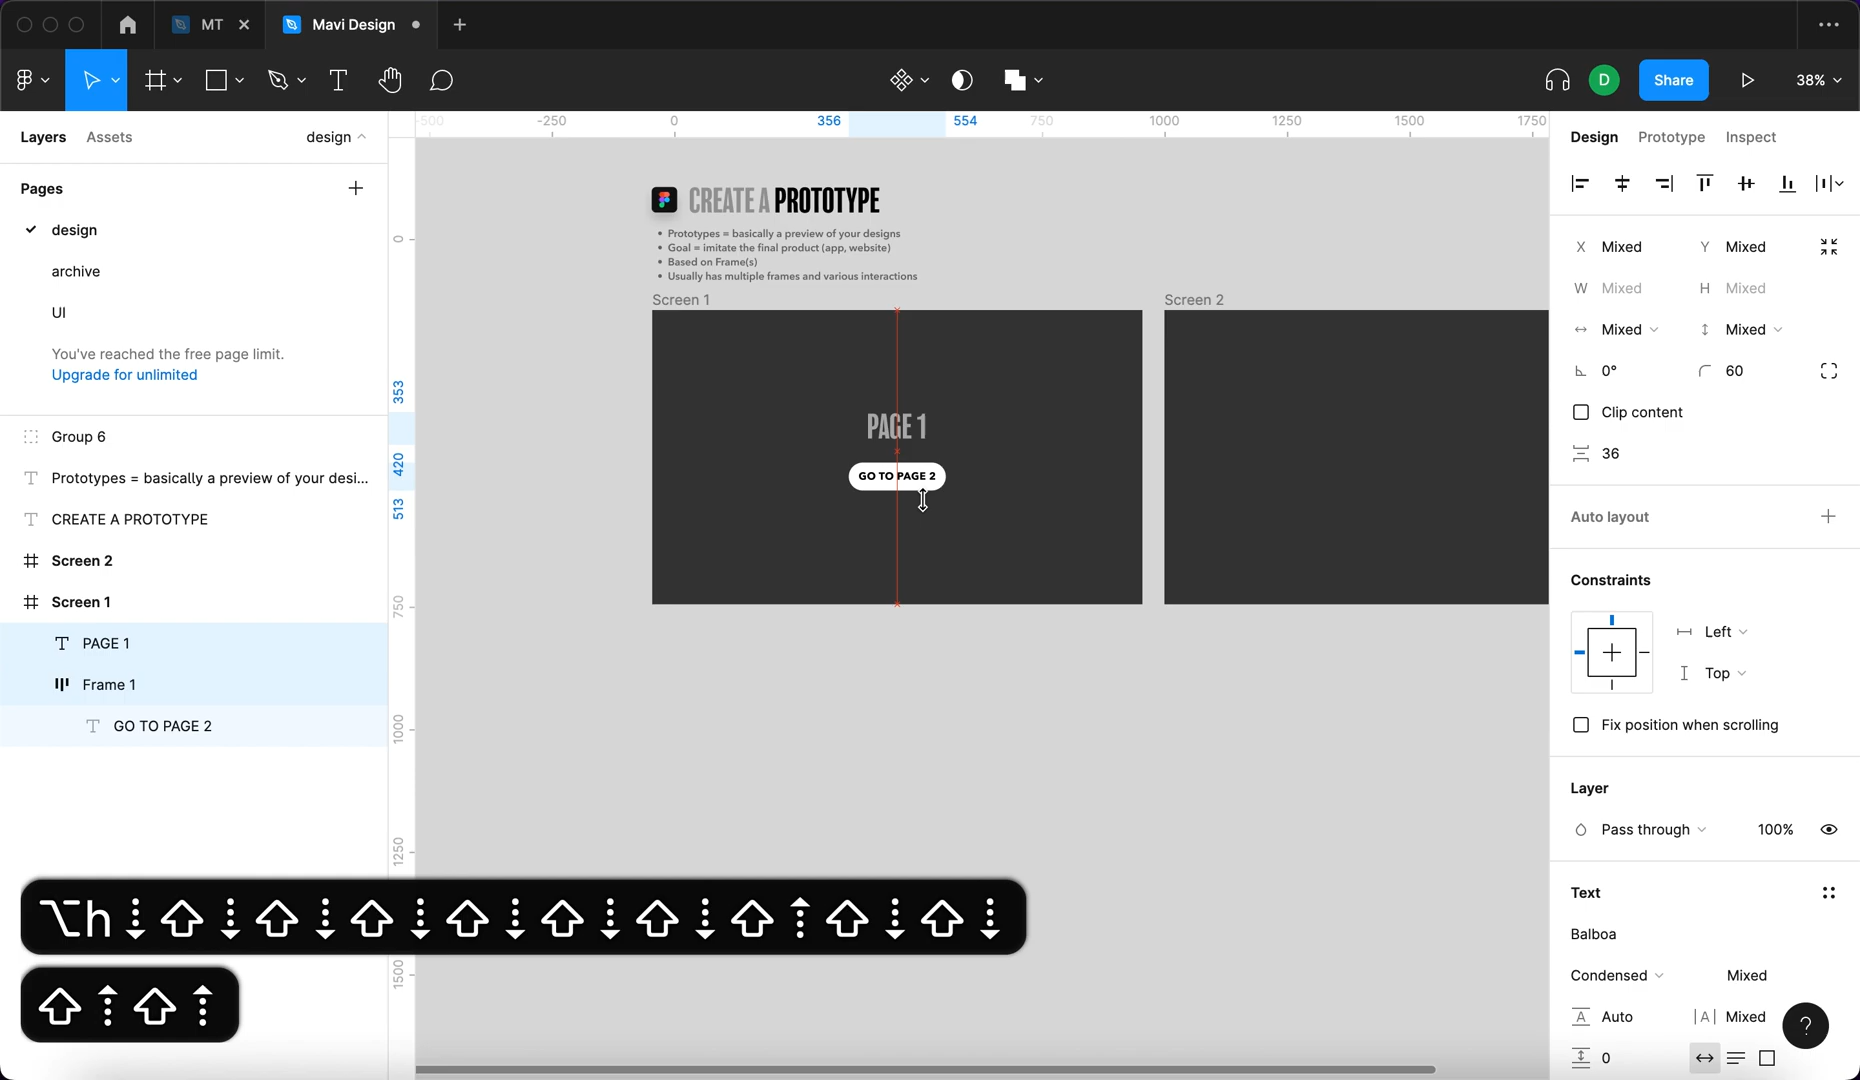 MT
Mavi Design
Share
38%
Layers
Assets
design
Pages
design
archive
UI
You've reached the free page limit.
Upgrade for unlimited
Group 6
Prototypes = basically a preview of your desi...
CREATE A PROTOTYPE
Screen 2
Screen 1
PAGE 1
Frame 1
GO TO PAGE 2
-500
-250
0
356
554
750
1000
1250
1500
1750
0
353
420
513
750
1000
1250
1500
CREATE A PROTOTYPE
• Prototypes = basically a preview of your designs
• Goal = imitate the final product (app, website)
• Based on Frame(s)
• Usually has multiple frames and various interactions
Screen 1
Screen 2
PAGE 1
GO TO PAGE 2
⌥h⇣⇧⇣⇧⇣⇧⇣⇧⇣⇧⇣⇧⇣⇧⇡⇧⇣⇧⇣
⇧⇡⇧⇡
D
Design
Prototype
Inspect
X Mixed
Y Mixed
W Mixed
H Mixed
Mixed
Mixed
0°
60
Clip content
36
Auto layout
Constraints
Left
Top
Fix position when scrolling
Layer
Pass through
100%
Text
Balboa
Condensed
Mixed
Auto
|A| Mixed
0
?